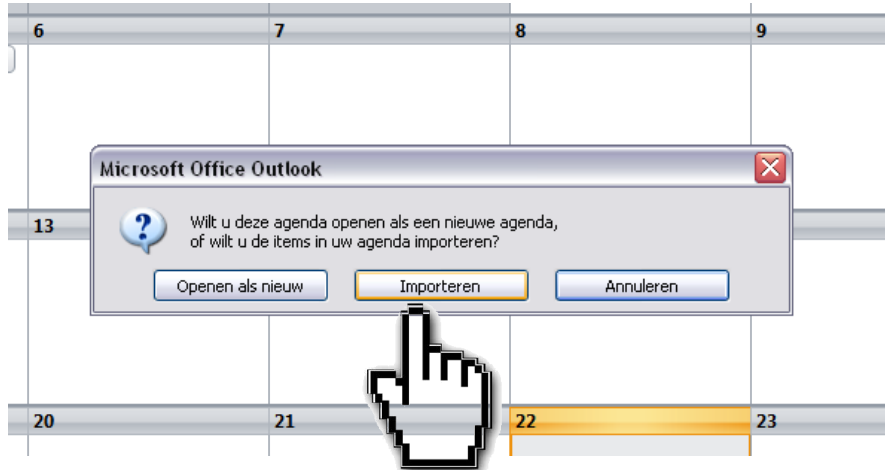 6 7 8 9
Microsoft Office Outlook
Wilt u deze agenda openen als een nieuwe agenda,
13 of wilt u de items in uw agenda importeren?
Openen als nieuw Importeren Annuleren
20 21 22 23